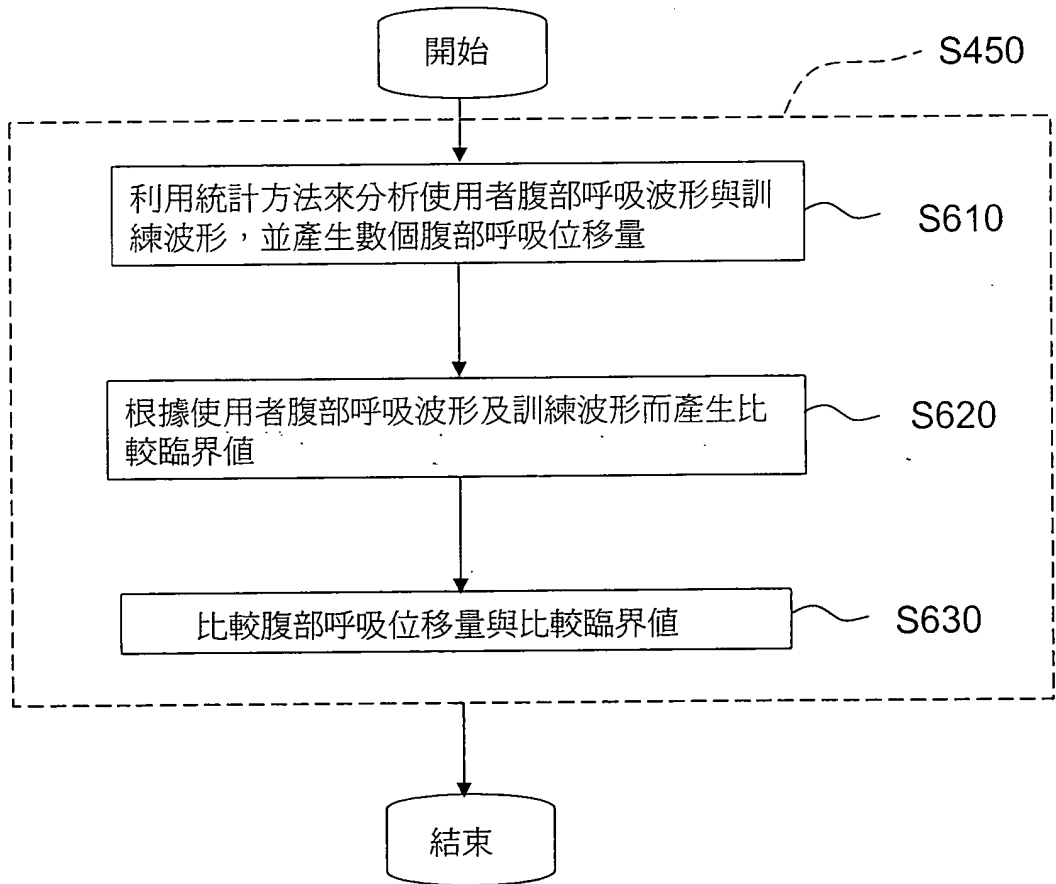 開始
S450
利用統計方法來分析使用者腹部呼吸波形與訓
練波形，並產生數個腹部呼吸位移量
S610
根據使用者腹部呼吸波形及訓練波形而產生比
較臨界值
S620
比較腹部呼吸位移量與比較臨界值
S630
結束